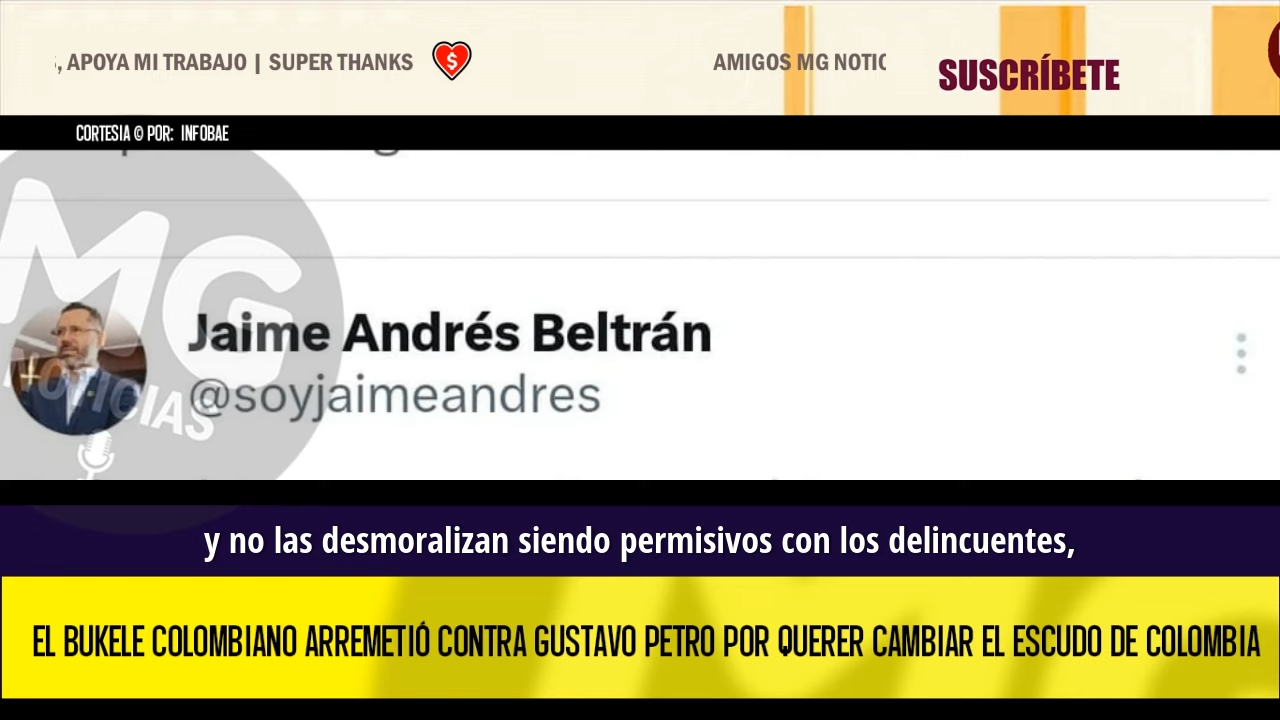 , APOYA MI TRABAJO | SUPER THANKS
AMIGOS MG NOTIC
SUSCRÍBETE
CORTESIA © POR: INFOBAE
MG
NOTICIAS
Jaime Andrés Beltrán
@soyjaimeandres
y no las desmoralizan siendo permisivos con los delincuentes,
EL BUKELE COLOMBIANO ARREMETIÓ CONTRA GUSTAVO PETRO POR QUERER CAMBIAR EL ESCUDO DE COLOMBIA